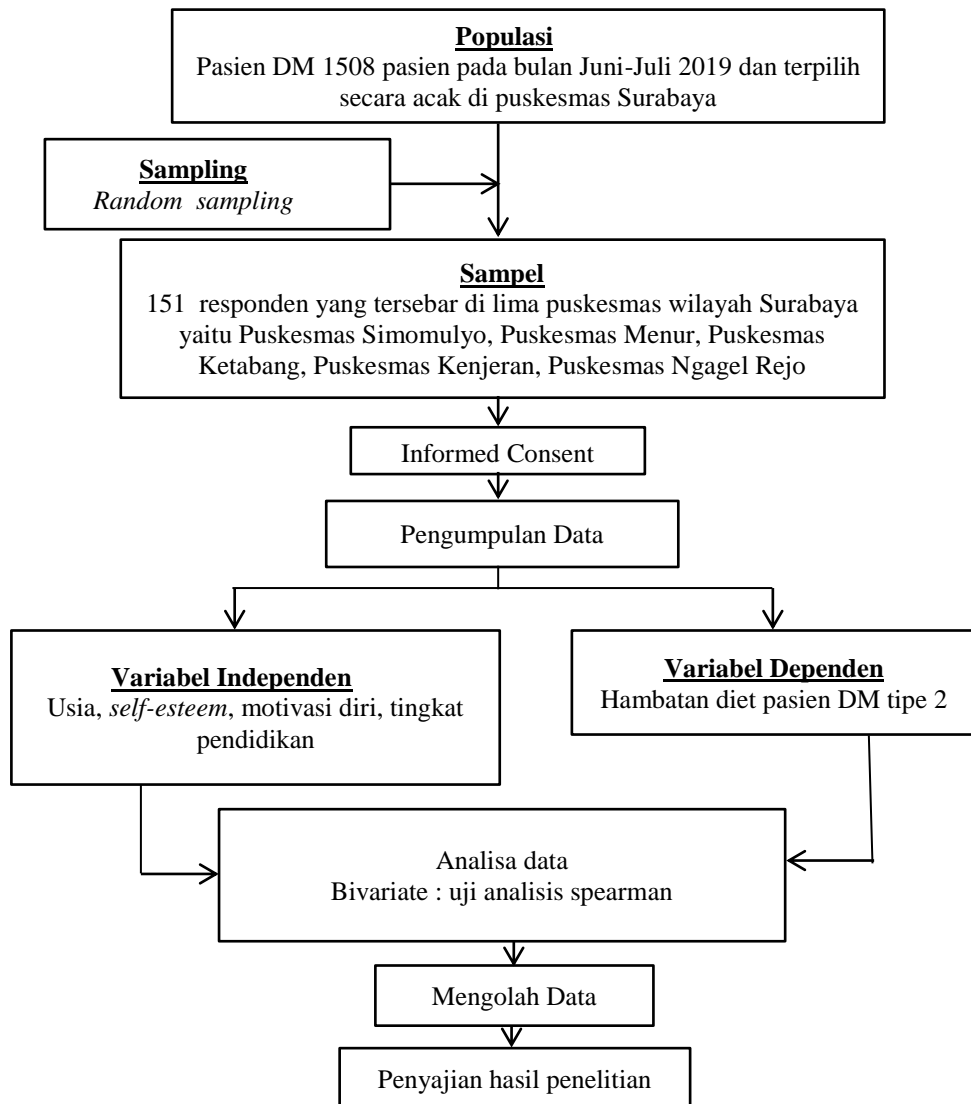 Populasi
Pasien DM 1508 pasien pada bulan Juni-Juli 2019 dan terpilih
secara acak di puskesmas Surabaya
Sampling
Random sampling
Sampel
151 responden yang tersebar di lima puskesmas wilayah Surabaya
yaitu Puskesmas Simomulyo, Puskesmas Menur, Puskesmas
Ketabang, Puskesmas Kenjeran, Puskesmas Ngagel Rejo
Informed Consent
Pengumpulan Data
Variabel Independen
Usia, self-esteem, motivasi diri, tingkat
pendidikan
Variabel Dependen
Hambatan diet pasien DM tipe 2
Analisa data
Bivariate : uji analisis spearman
Mengolah Data
Penyajian hasil penelitian